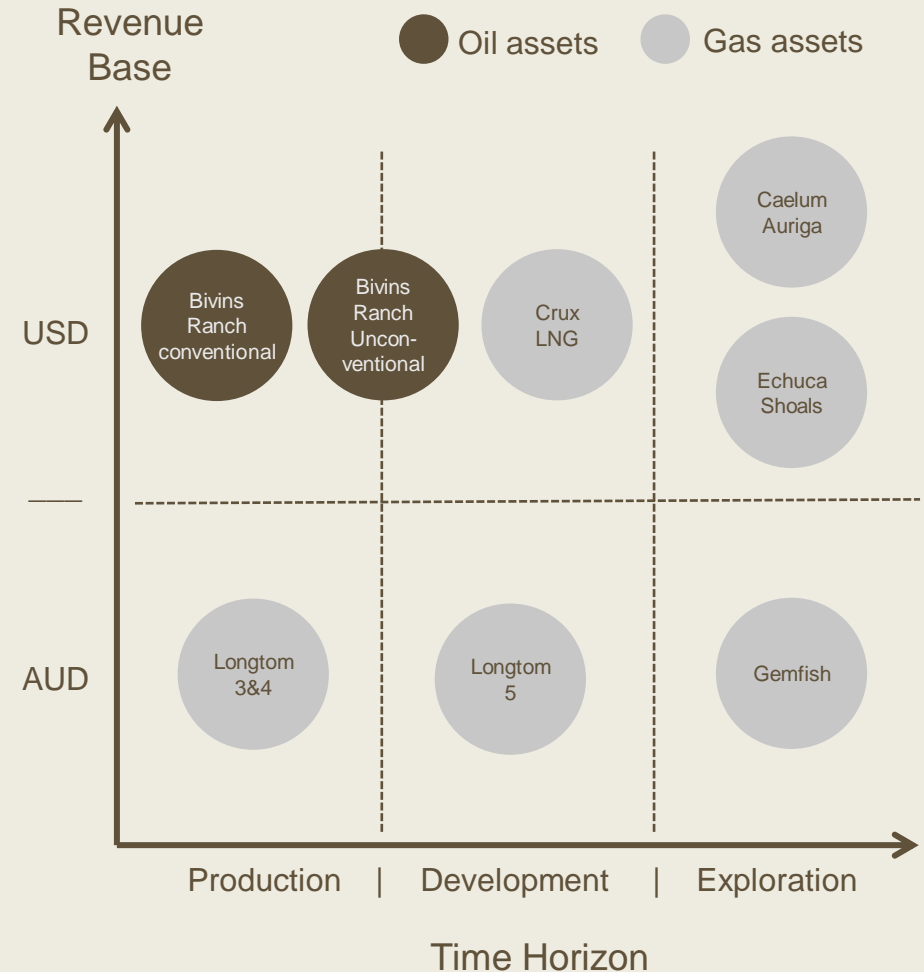 Revenue
Base
Oil assets
Gas assets
Caelum
Auriga
Bivins
Ranch
conventional
Bivins
Ranch
Uncon-
ventional
Crux
LNG
USD
Echuca
Shoals
AUD
Longtom
3&4
Longtom
5
Gemfish
Production | Development | Exploration
Time Horizon